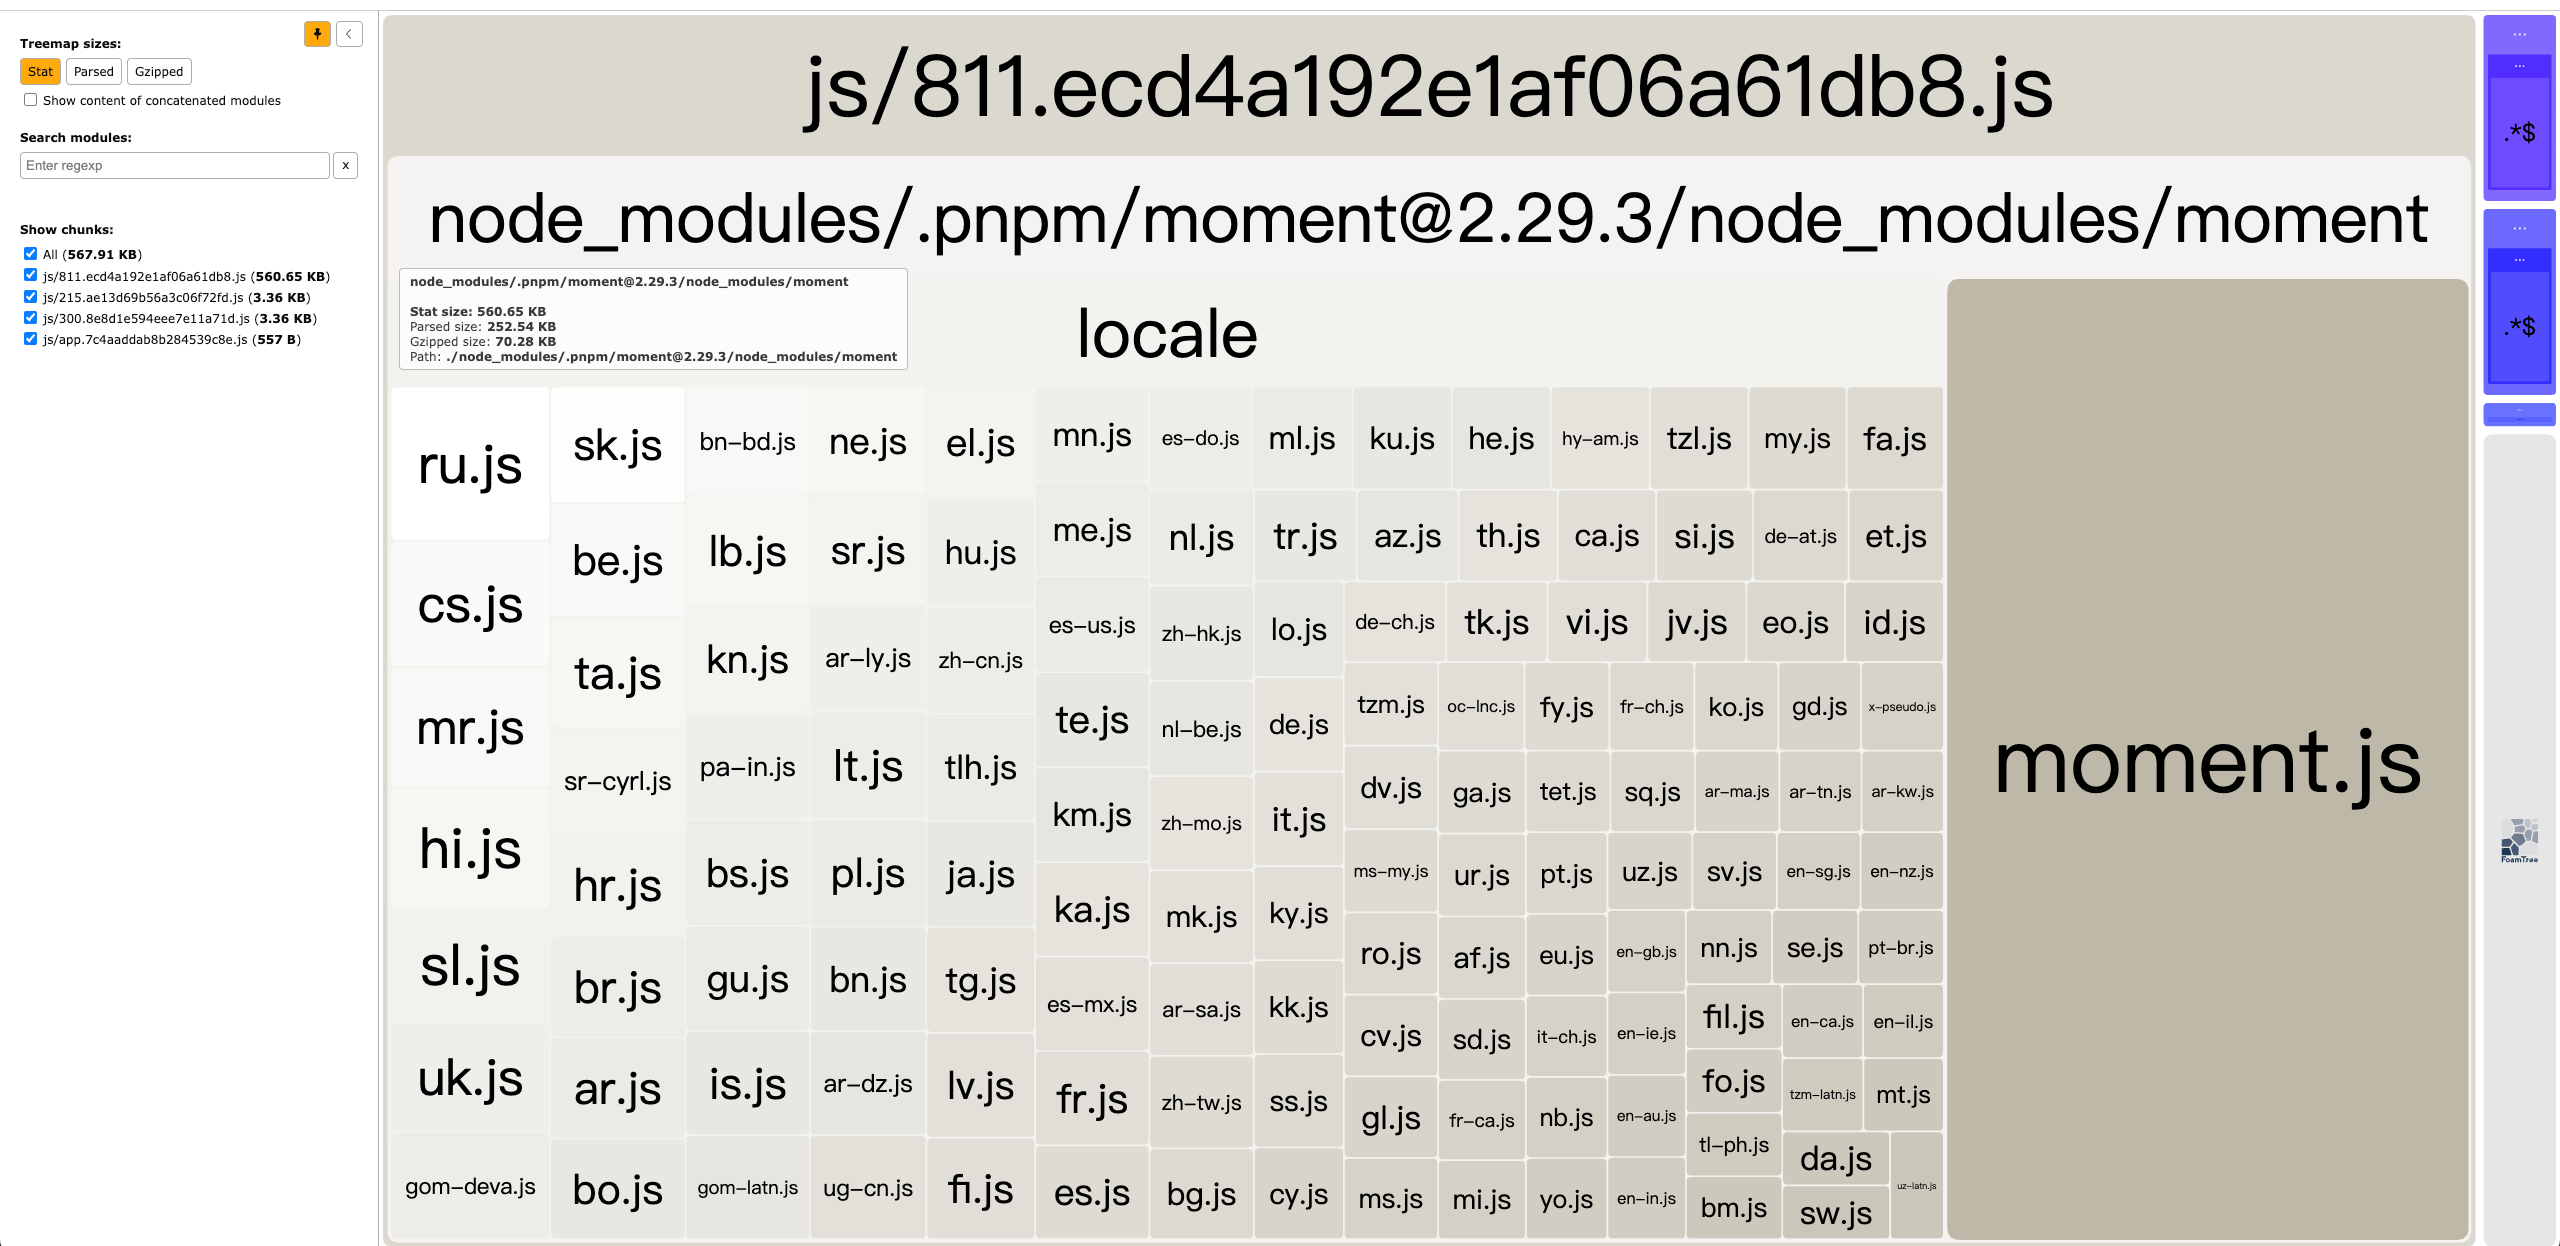 Treemap sizes:
Stat Parsed Gzipped
Show content of concatenated modules
Search modules:
Enter regexp x
Show chunks:
All (567.91 KB)
js/811.ecd4a192e1af06a61db8.js (560.65 KB)
js/215.ae13d69b56a3c06f72fd.js (3.36 KB)
js/300.8e8d1e594eee7e11a71d.js (3.36 KB)
js/app.7c4aaddab8b284539c8e.js (557 B)
js/811.ecd4a192e1af06a61db8.js
node_modules/.pnpm/moment@2.29.3/node_modules/moment
node_modules/.pnpm/moment@2.29.3/node_modules/moment
Stat size: 560.65 KB
Parsed size: 252.54 KB
Gzipped size: 70.28 KB
Path: ./node_modules/.pnpm/moment@2.29.3/node_modules/moment
locale
ru.js
cs.js
mr.js
hi.js
sl.js
uk.js
gom-deva.js
sk.js
be.js
ta.js
sr-cyrl.js
hr.js
br.js
ar.js
bo.js
bn-bd.js
lb.js
kn.js
pa-in.js
bs.js
gu.js
is.js
gom-latn.js
ne.js
sr.js
ar-ly.js
lt.js
pl.js
bn.js
ar-dz.js
ug-cn.js
el.js
hu.js
zh-cn.js
tlh.js
ja.js
tg.js
lv.js
fi.js
mn.js
me.js
es-us.js
te.js
km.js
ka.js
es-mx.js
fr.js
es.js
es-do.js
nl.js
zh-hk.js
nl-be.js
zh-mo.js
mk.js
ar-sa.js
zh-tw.js
bg.js
ml.js
tr.js
lo.js
de.js
it.js
ky.js
kk.js
ss.js
cy.js
ku.js
he.js
hy-am.js
tzl.js
my.js
fa.js
az.js
th.js
ca.js
si.js
de-at.js
et.js
de-ch.js
tk.js
vi.js
jv.js
eo.js
id.js
tzm.js
dv.js
ms-my.js
ro.js
cv.js
gl.js
ms.js
oc-lnc.js
ga.js
ur.js
af.js
sd.js
fr-ca.js
mi.js
fy.js
tet.js
pt.js
eu.js
it-ch.js
nb.js
yo.js
fr-ch.js
sq.js
uz.js
en-gb.js
en-ie.js
en-au.js
en-in.js
ko.js
gd.js
x-pseudo.js
ar-ma.js
ar-tn.js
ar-kw.js
sv.js
en-sg.js
en-nz.js
nn.js
se.js
pt-br.js
fil.js
fo.js
tl-ph.js
bm.js
en-ca.js
en-il.js
tzm-latn.js
mt.js
da.js
sw.js
uz-latn.js
moment.js
...
...
.*$
...
...
.*$
...
FoamTree